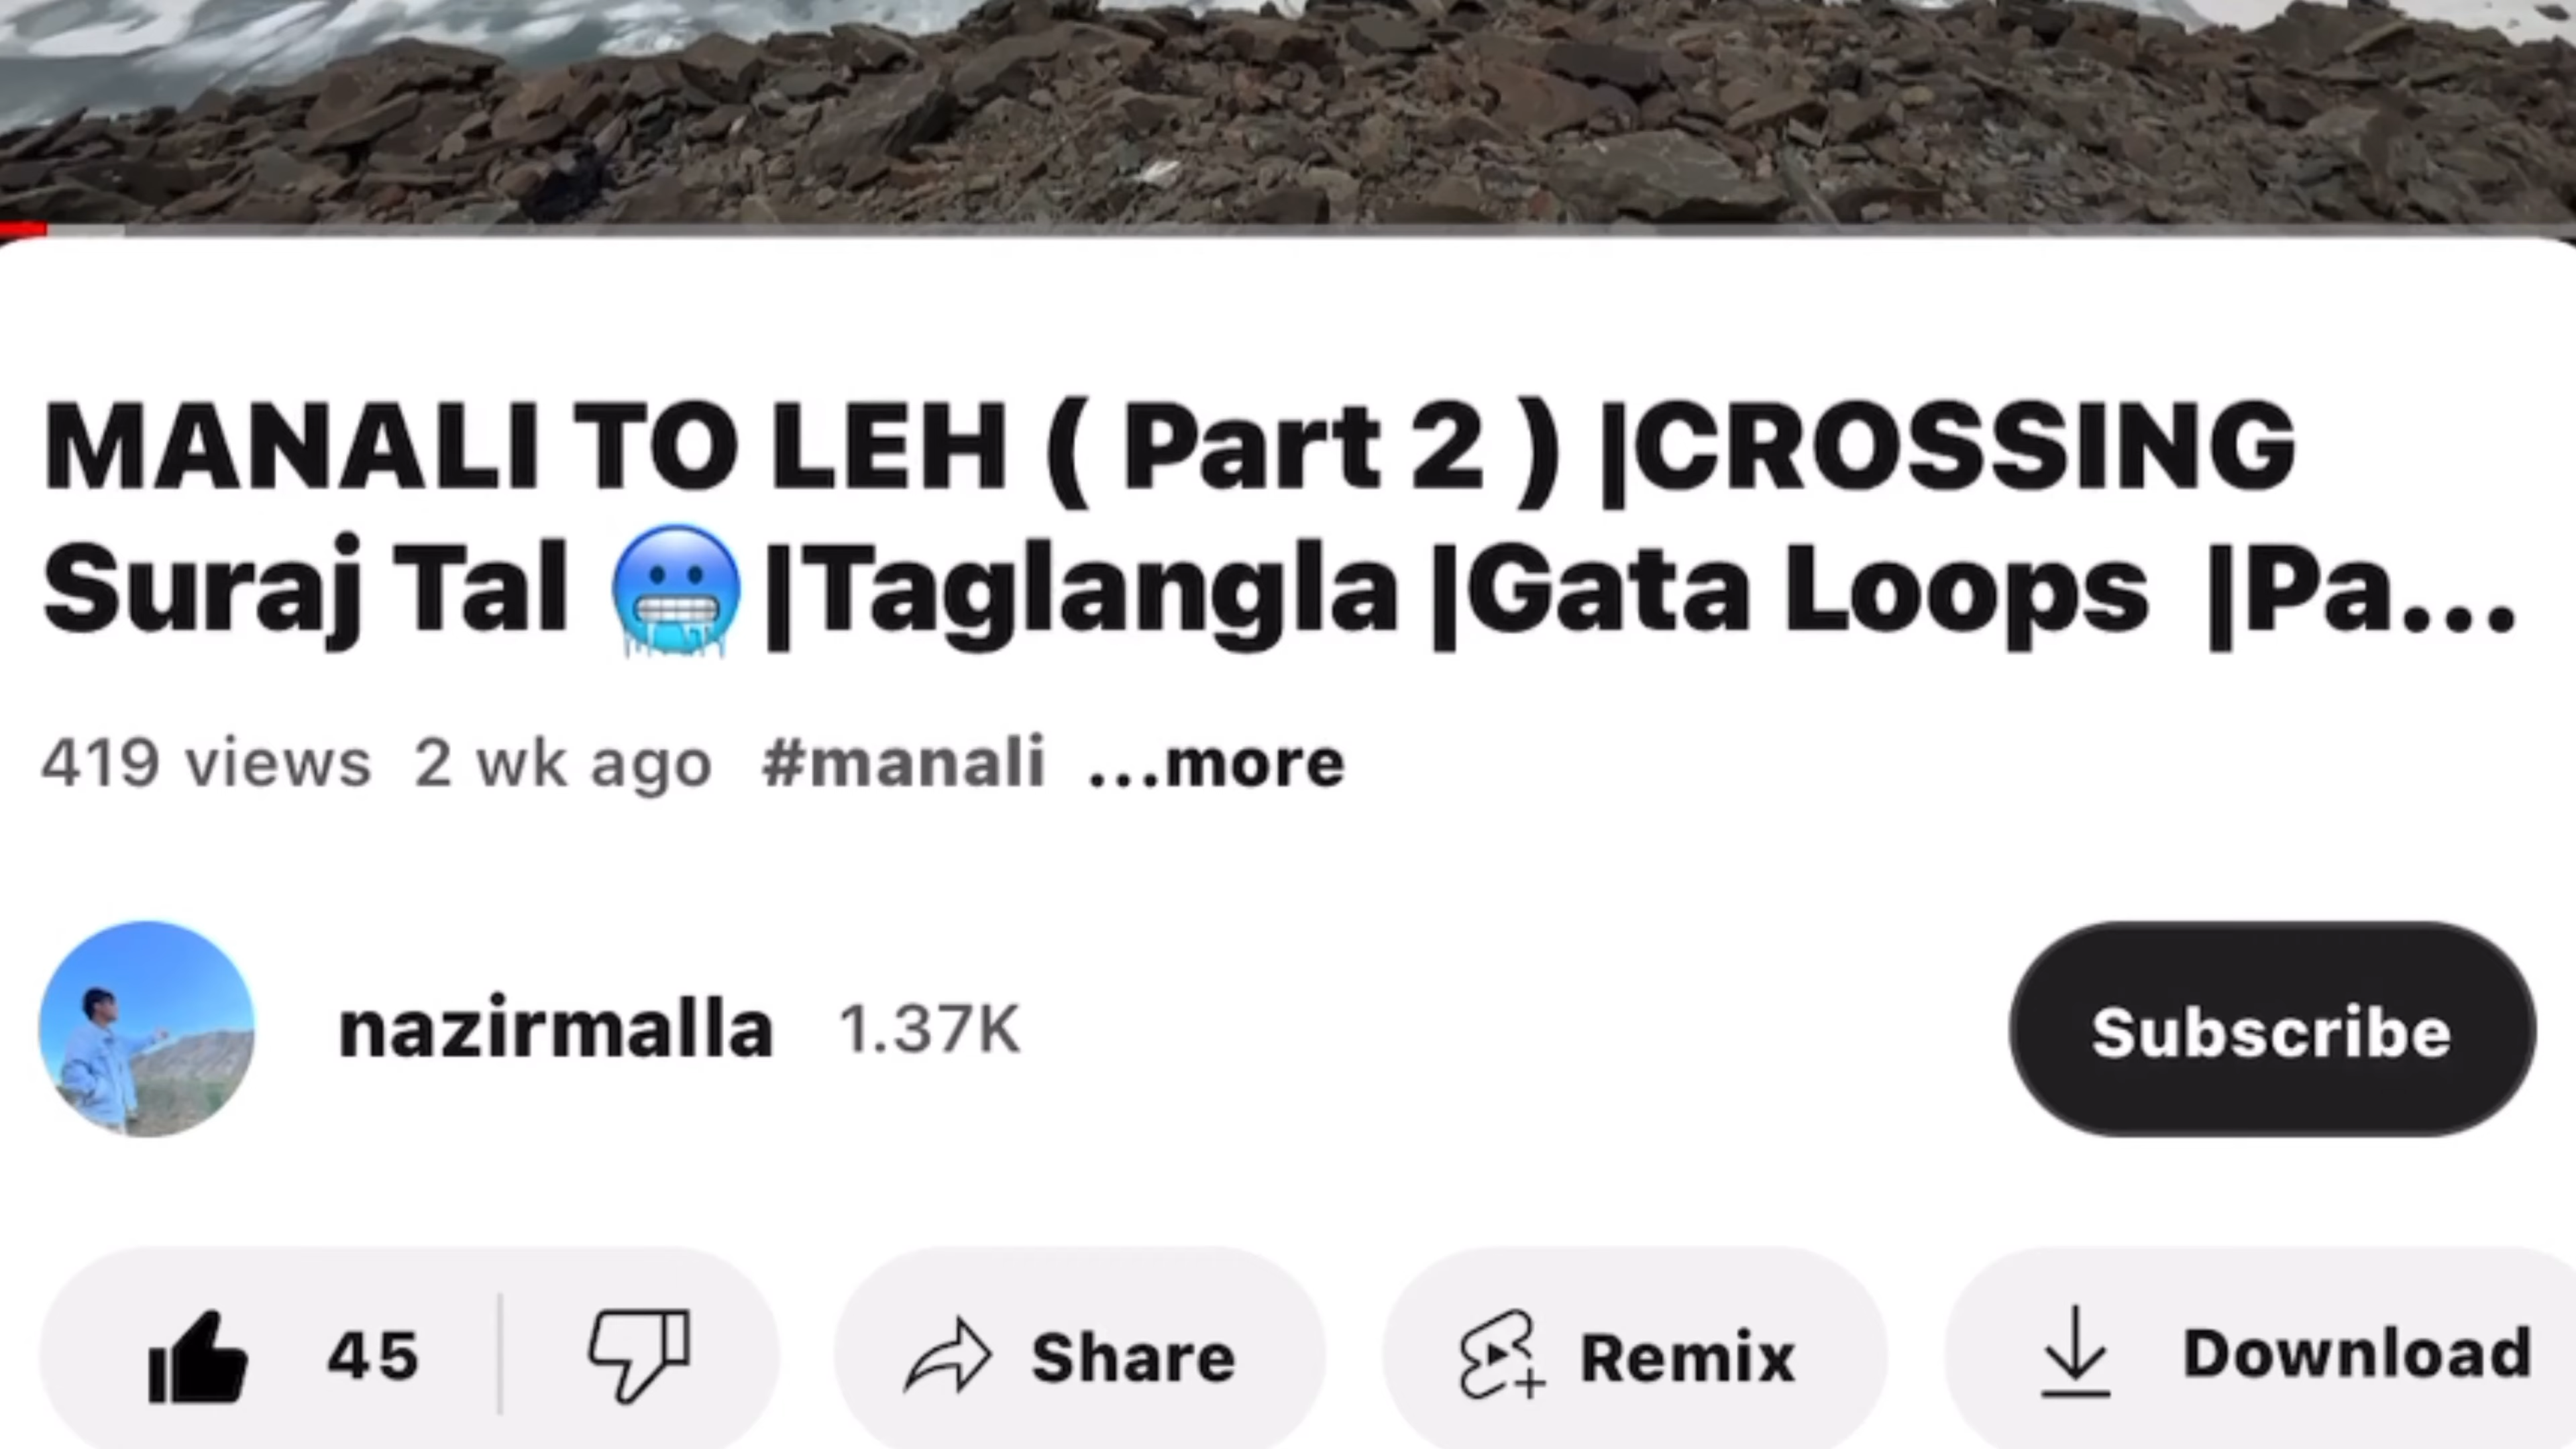 MANALI TO LEH ( Part 2 ) |CROSSING
Suraj Tal 🥶 |Taglangla |Gata Loops |Pa...
419 views 2 wk ago #manali ...more
nazirmalla 1.37K
Subscribe
45 Share Remix Download